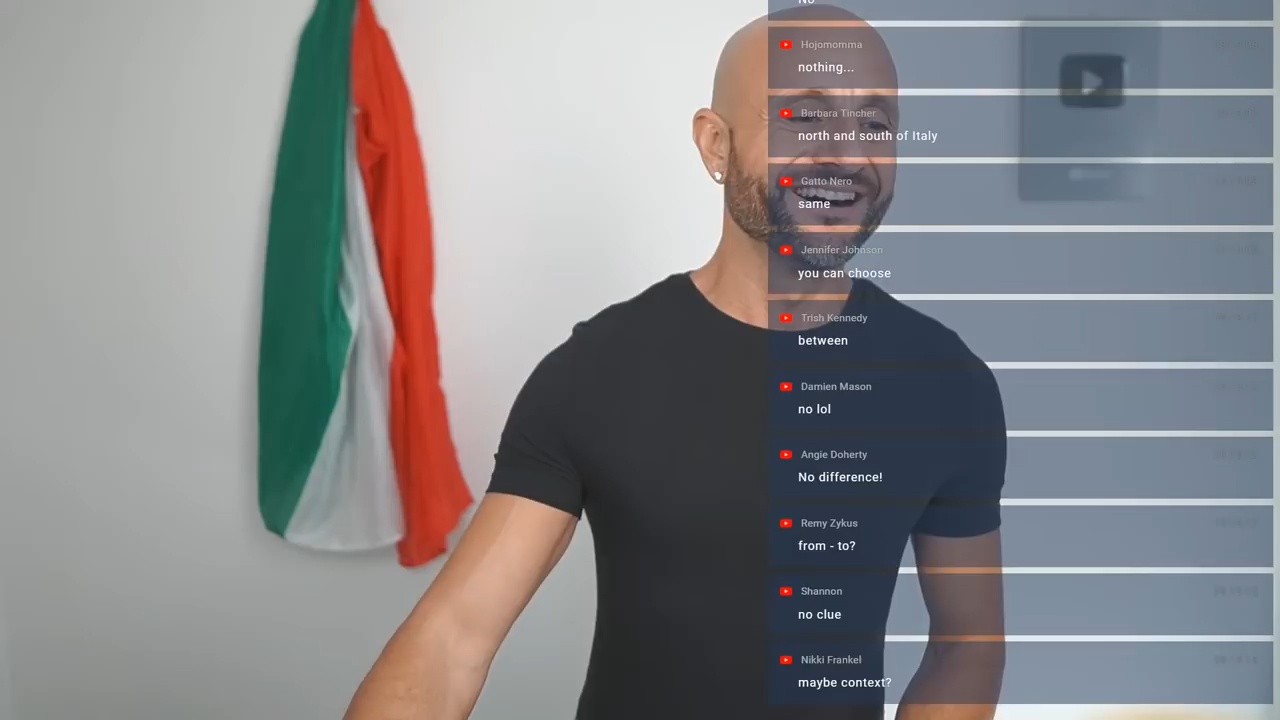 No
Hojomomma
nothing...
Barbara Tincher
north and south of Italy
Gatto Nero
same
Jennifer Johnson
you can choose
Trish Kennedy
between
Damien Mason
no lol
Angie Doherty
No difference!
Remy Zykus
from - to?
Shannon
no clue
Nikki Frankel
maybe context?